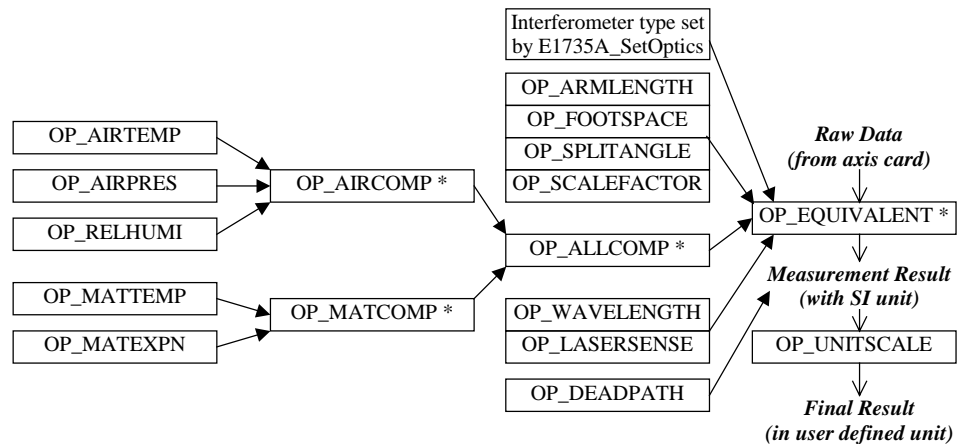 Interferometer type set
by E1735A_SetOptics
OP_ARMLENGTH
OP_FOOTSPACE
OP_SPLITANGLE
OP_SCALEFACTOR
OP_AIRTEMP
OP_AIRPRES
OP_RELHUMI
OP_AIRCOMP *
OP_MATTEMP
OP_MATEXPN
OP_MATCOMP *
OP_ALLCOMP *
OP_WAVELENGTH
OP_LASERSENSE
OP_DEADPATH
Raw Data
(from axis card)
OP_EQUIVALENT *
Measurement Result
(with SI unit)
OP_UNITSCALE
Final Result
(in user defined unit)